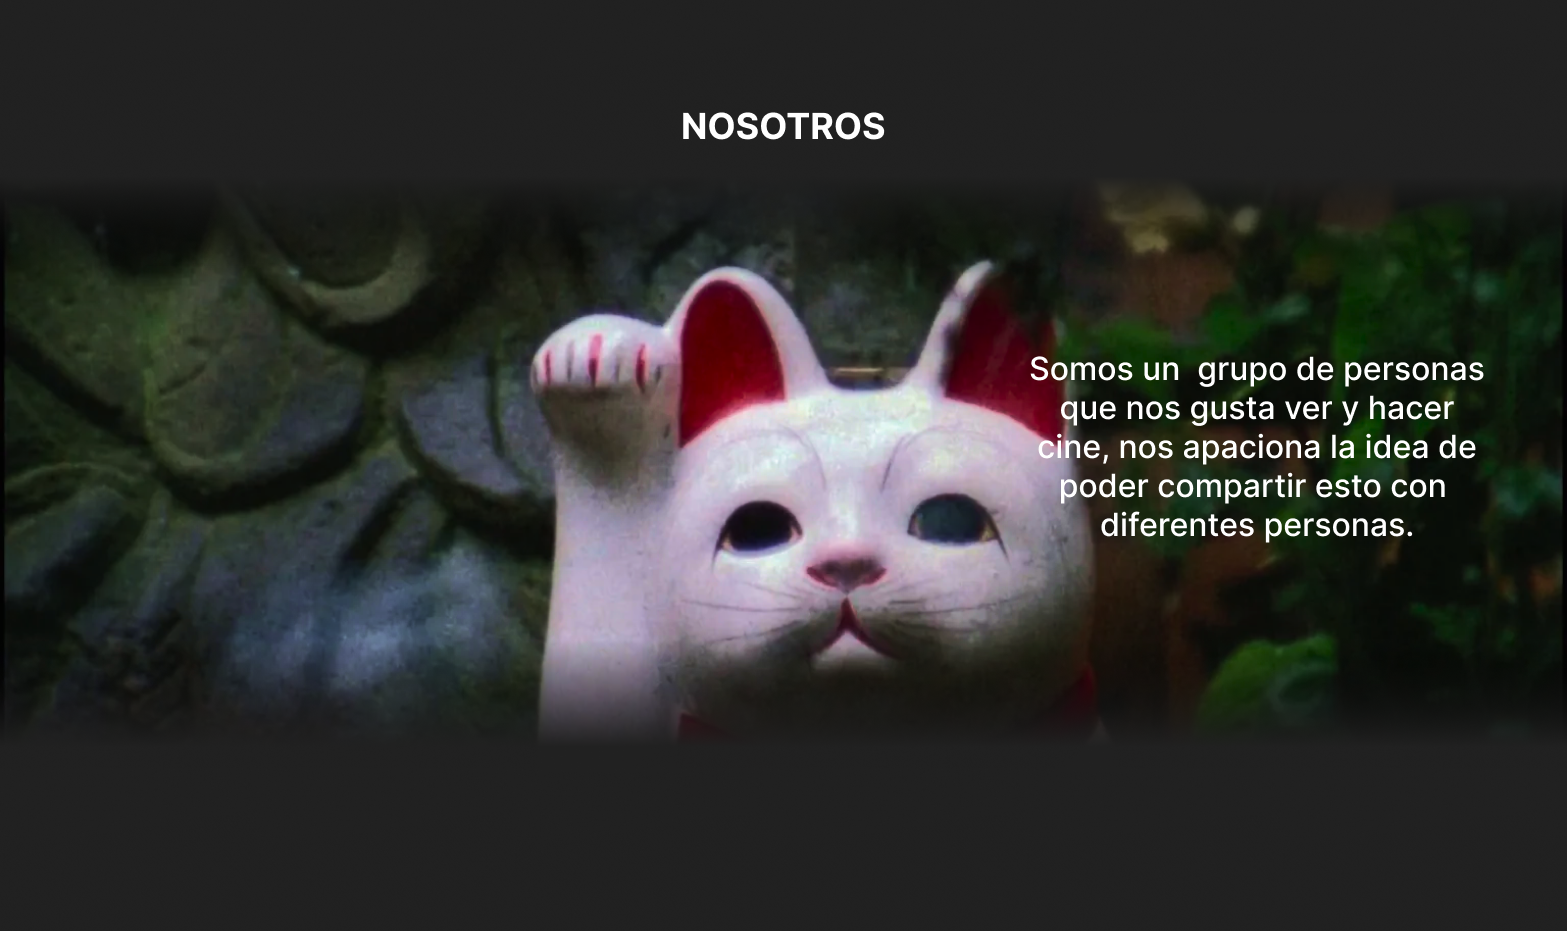 NOSOTROS
Somos un  grupo de personas
que nos gusta ver y hacer
cine, nos apaciona la idea de
poder compartir esto con
diferentes personas.